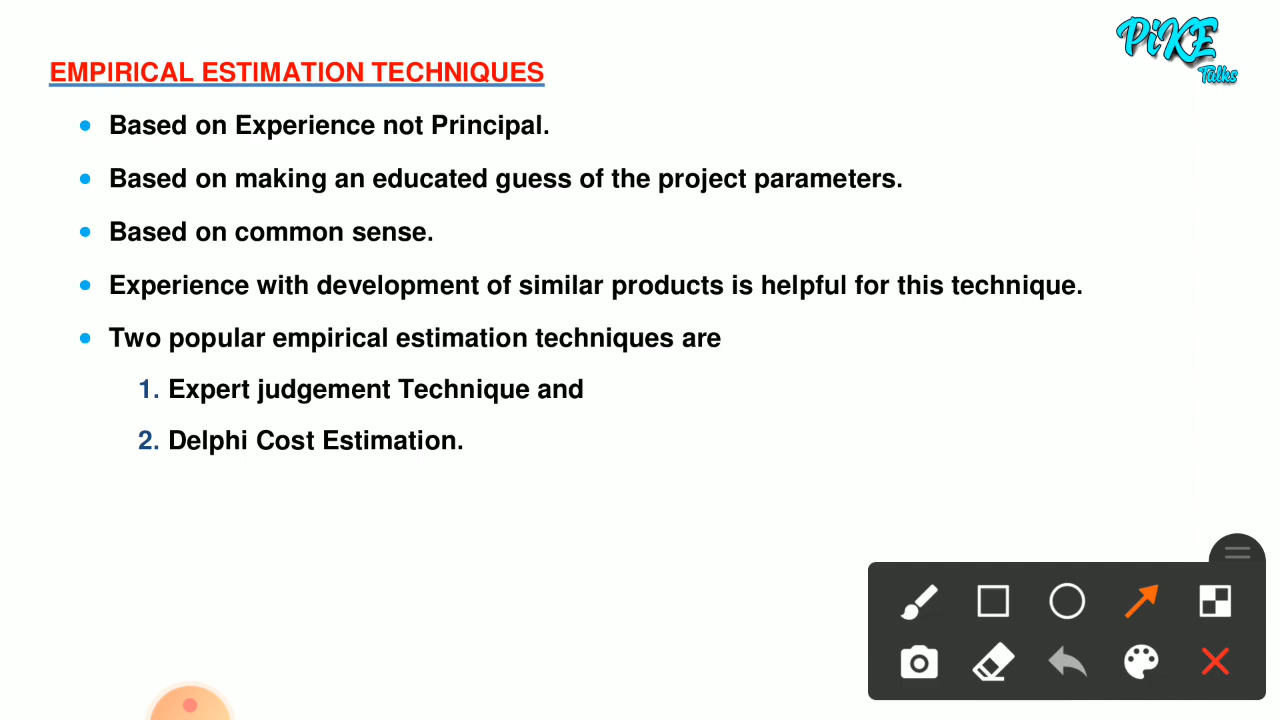 PiKE
Talks
EMPIRICAL ESTIMATION TECHNIQUES
• Based on Experience not Principal.
• Based on making an educated guess of the project parameters.
• Based on common sense.
• Experience with development of similar products is helpful for this technique.
• Two popular empirical estimation techniques are
1. Expert judgement Technique and
2. Delphi Cost Estimation.